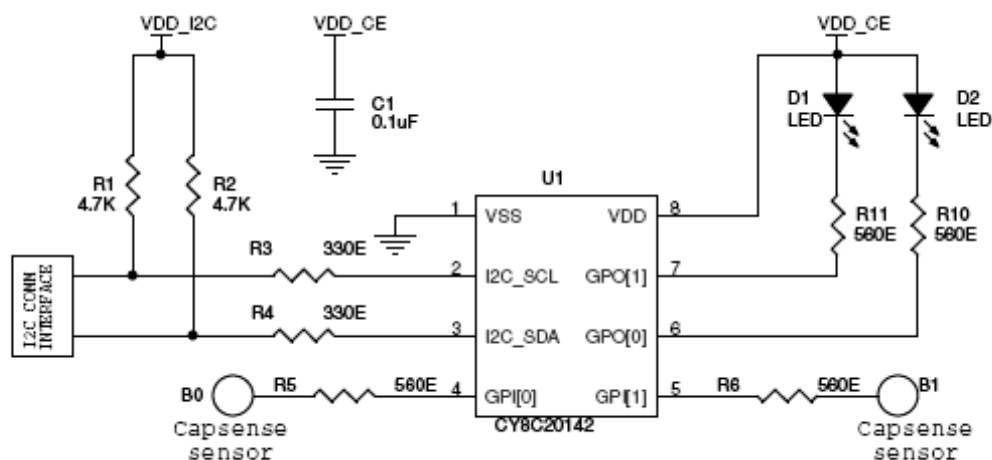 VDD_I2C
VDD_CE
VDD_CE
C1
0.1uF
D1
LED
D2
LED
R1
4.7K
R2
4.7K
U1
1
VSS
VDD
8
R11
560E
R10
560E
I2C COMM
INTERFACE
R3
330E
2
I2C_SCL
GPO[1]
7
R4
330E
3
I2C_SDA
GPO[0]
6
B0
R5
560E
4
GPI[0]
GPI[1]
5
R6
560E
B1
CY8C20142
Capsense
sensor
Capsense
sensor